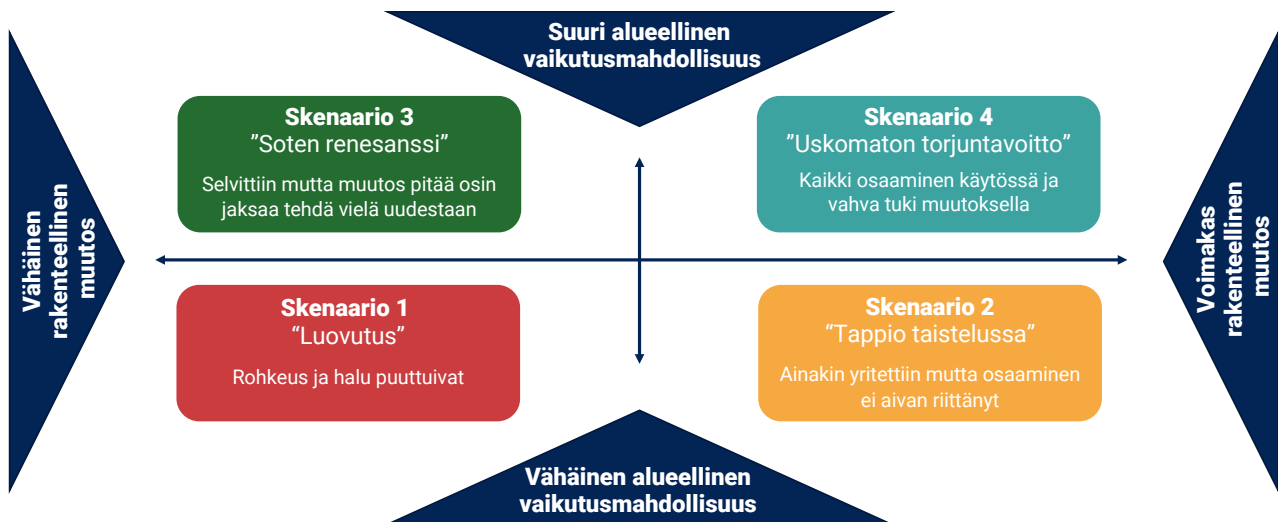 Suuri alueellinen
vaikutusmahdollisuus
Vähäinen
rakenteellinen
muutos
Skenaario 3
”Soten renesanssi”
Selvittiin mutta muutos pitää osin
jaksaa tehdä vielä uudestaan
Skenaario 4
”Uskomaton torjuntavoitto”
Kaikki osaaminen käytössä ja
vahva tuki muutoksella
Voimakas
rakenteellinen
muutos
Skenaario 1
“Luovutus”
Rohkeus ja halu puuttuivat
Skenaario 2
“Tappio taistelussa”
Ainakin yritettiin mutta osaaminen
ei aivan riittänyt
Vähäinen alueellinen
vaikutusmahdollisuus